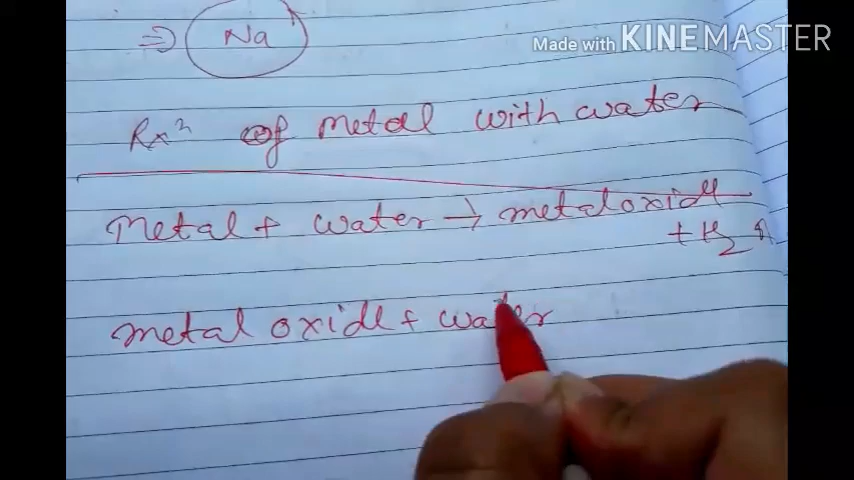 Made with KINEMASTER
⇒ Na
Rxⁿ of metal with water
Metal + water → metal oxide
+ H₂ ↑
metal oxide + water